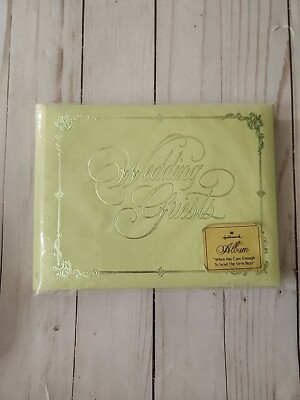 Wedding
Guests
Hallmark
Album
"When You Care Enough
To Send The Very Best"